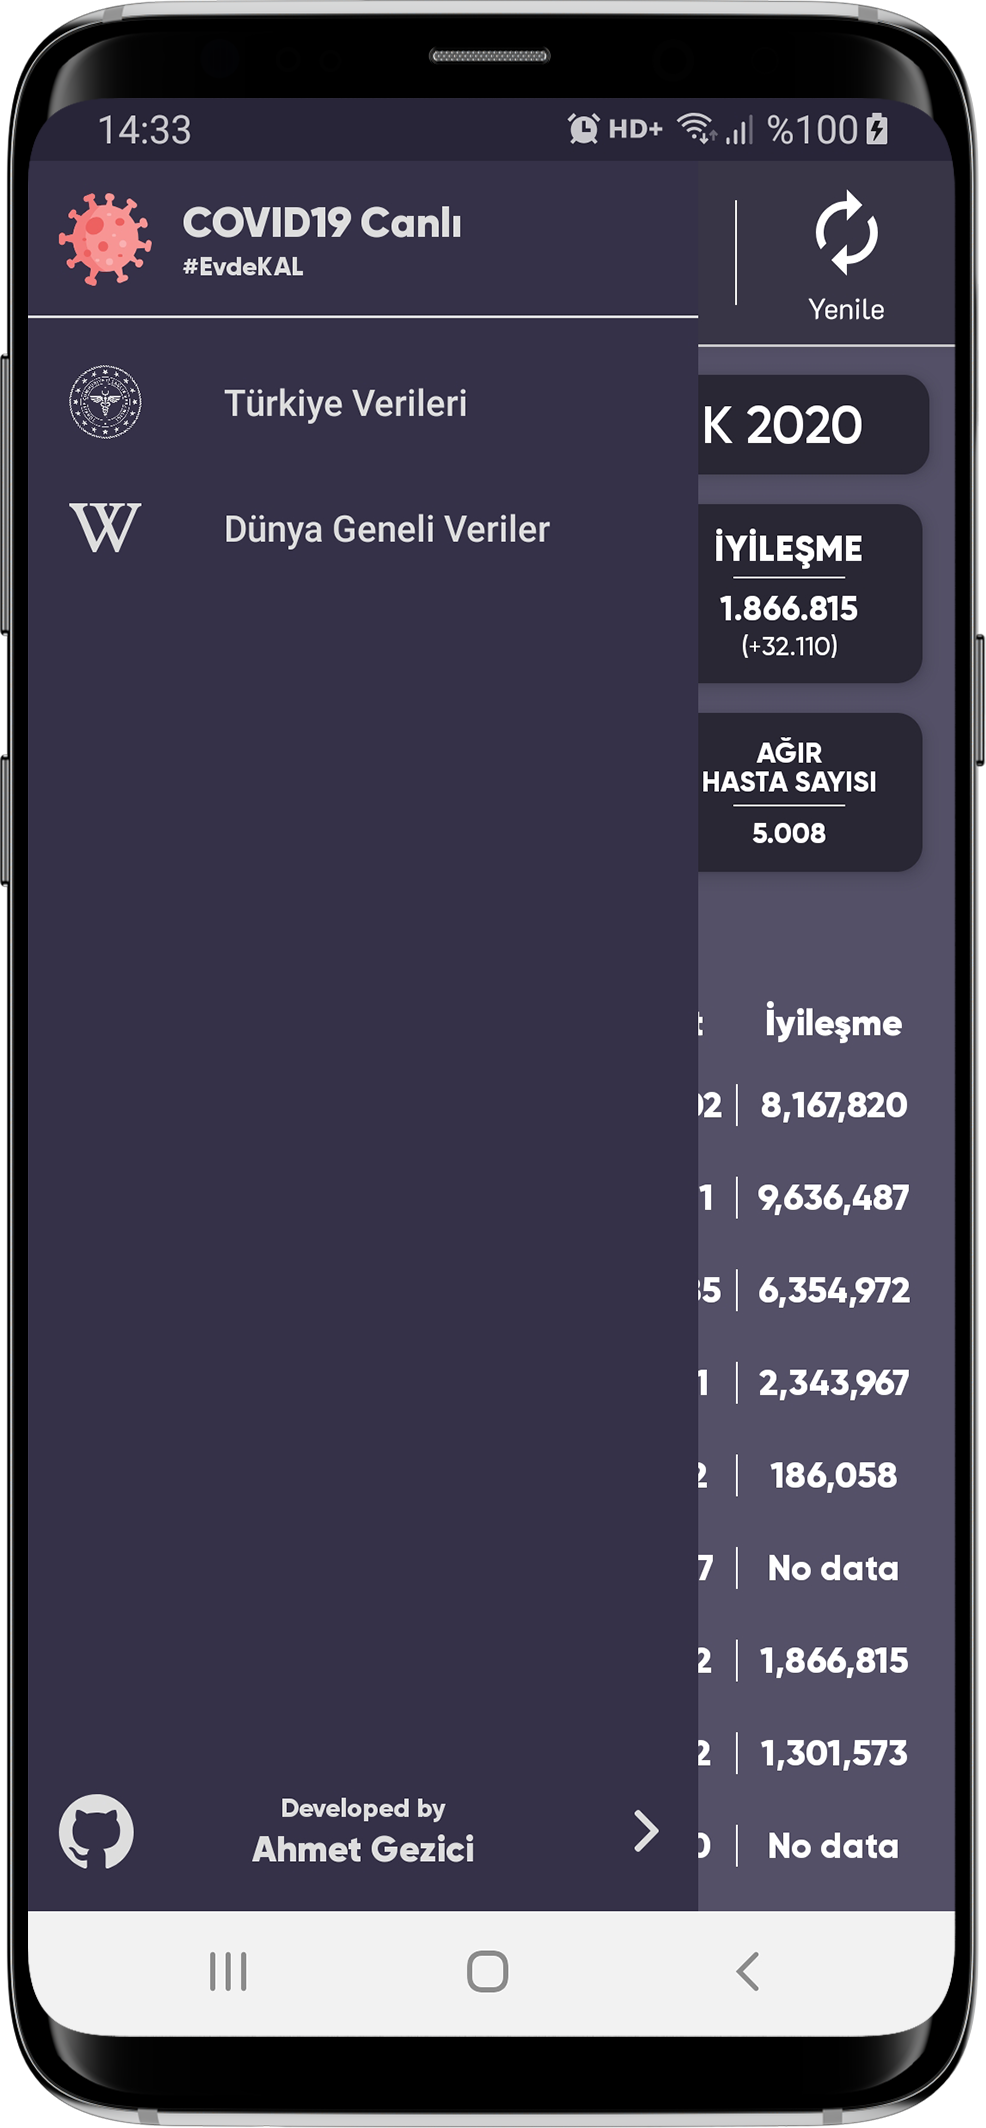 14:33
HD+
%100
COVID19 Canlı
#EvdeKAL
Yenile
Türkiye Verileri
K 2020
Dünya Geneli Veriler
İYİLEŞME
1.866.815
(+32.110)
AĞIR
HASTA SAYISI
5.008
İyileşme
8,167,820
1 9,636,487
6,354,972
1 2,343,967
2 186,058
7 No data
2 1,866,815
2 1,301,573
0 No data
Developed by
Ahmet Gezici